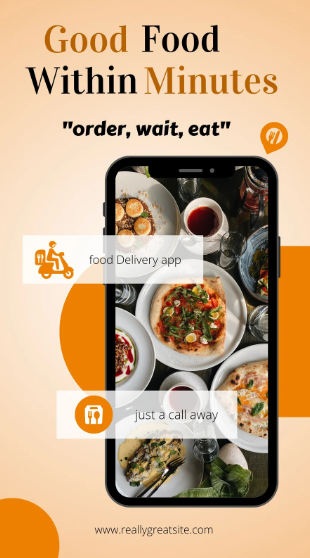 Good Food
Within Minutes
"order, wait, eat"
food Delivery app
just a call away
www.reallygreatsite.com